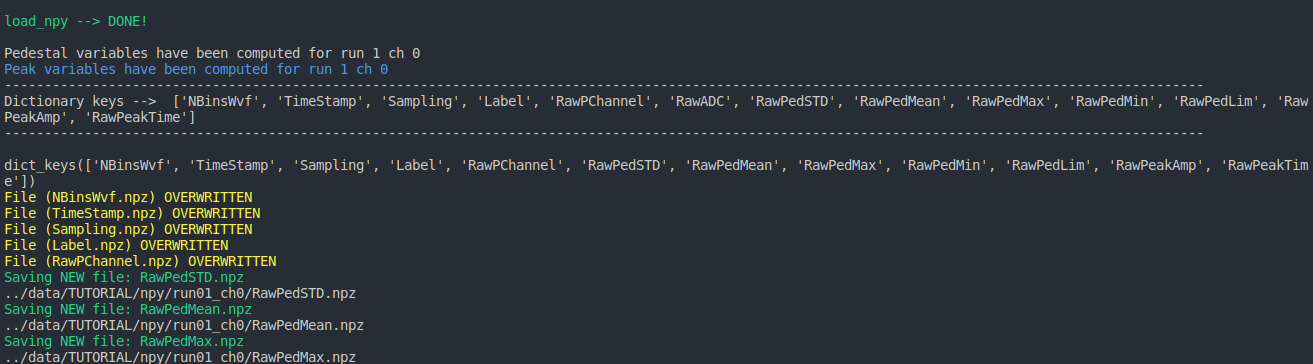 load_npy --> DONE!
Pedestal variables have been computed for run 1 ch 0
Peak variables have been computed for run 1 ch 0
------------------------------------------------------------------------------------------------------------------------------------------------------
Dictionary keys -->  ['NBinsWvf', 'TimeStamp', 'Sampling', 'Label', 'RawPChannel', 'RawADC', 'RawPedSTD', 'RawPedMean', 'RawPedMax', 'RawPedMin', 'RawPedLim', 'Raw
PeakAmp', 'RawPeakTime']
------------------------------------------------------------------------------------------------------------------------------------------------------
dict_keys(['NBinsWvf', 'TimeStamp', 'Sampling', 'Label', 'RawPChannel', 'RawPedSTD', 'RawPedMean', 'RawPedMax', 'RawPedMin', 'RawPedLim', 'RawPeakAmp', 'RawPeakTim
e'])
File (NBinsWvf.npz) OVERWRITTEN
File (TimeStamp.npz) OVERWRITTEN
File (Sampling.npz) OVERWRITTEN
File (Label.npz) OVERWRITTEN
File (RawPChannel.npz) OVERWRITTEN
Saving NEW file: RawPedSTD.npz
../data/TUTORIAL/npy/run01_ch0/RawPedSTD.npz
Saving NEW file: RawPedMean.npz
../data/TUTORIAL/npy/run01_ch0/RawPedMean.npz
Saving NEW file: RawPedMax.npz
../data/TUTORIAL/npy/run01_ch0/RawPedMax.npz